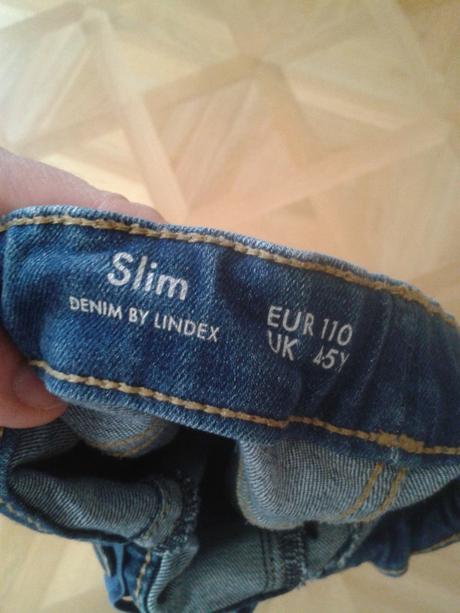 Slim
DENIM BY LINDEX
EUR 110
UK 4-5Y